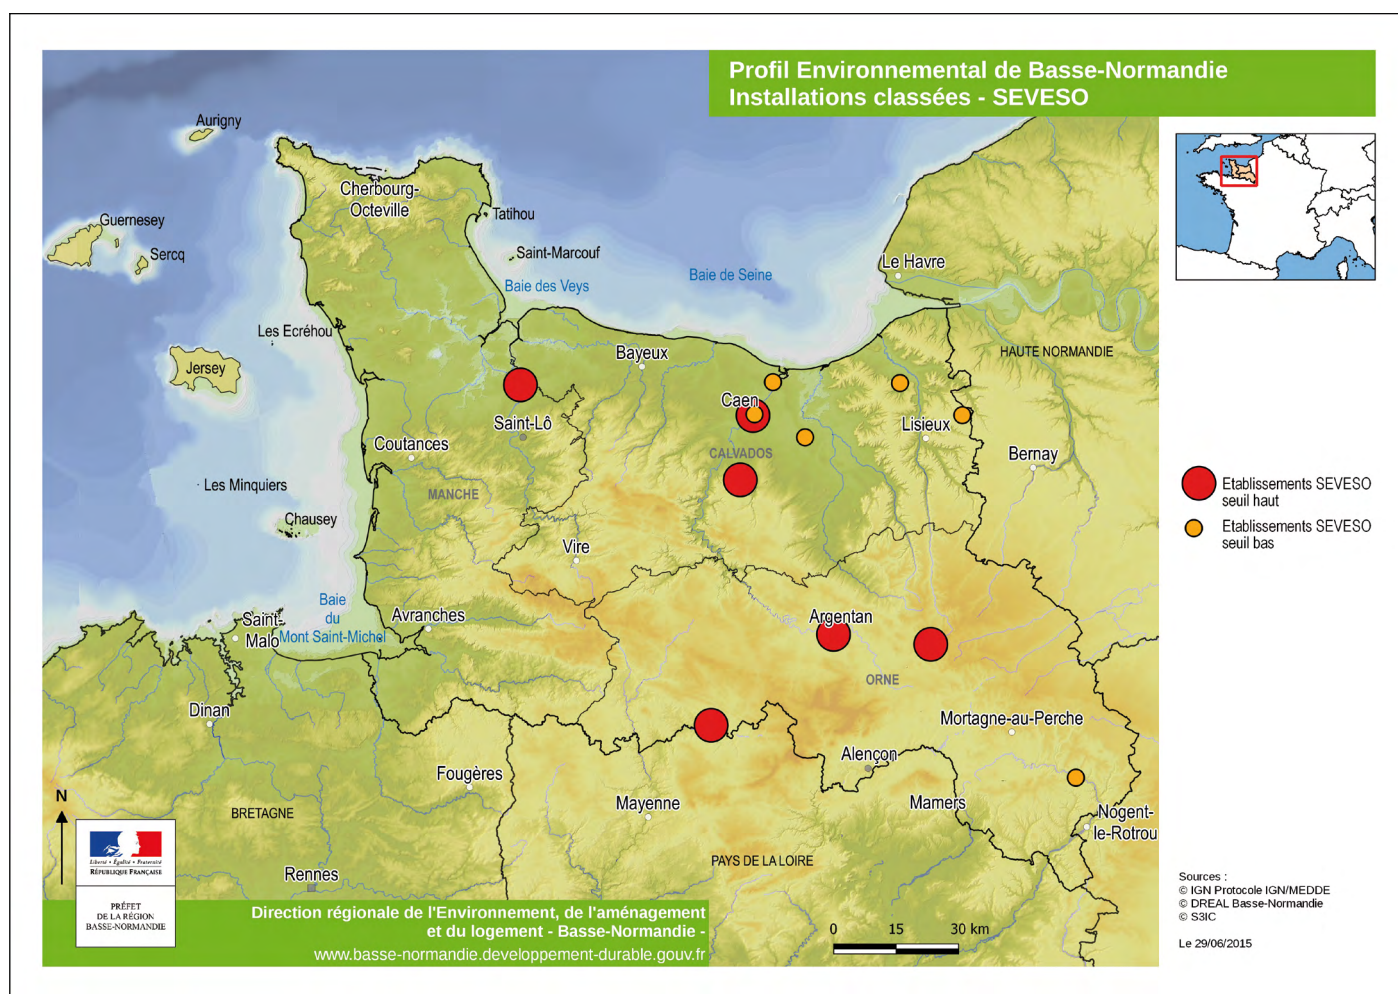 Profil Environnemental de Basse-Normandie
Installations classées - SEVESO
Aurigny
Cherbourg-
Octeville
Tatihou
Guernesey
Sercq
Saint-Marcouf
Baie des Veys
Baie de Seine
Le Havre
Les Ecréhou
Jersey
Bayeux
HAUTE NORMANDIE
Caen
Saint-Lô
Lisieux
Coutances
CALVADOS
Bernay
Les Minquiers
MANCHE
Chausey
Vire
Etablissements SEVESO
seuil haut
Etablissements SEVESO
seuil bas
Baie
du
Mont Saint-Michel
Saint-
Malo
Avranches
Argentan
ORNE
Dinan
Mortagne-au-Perche
Alençon
Fougères
Mayenne
Mamers
Nogent-
le-Rotrou
N
BRETAGNE
PAYS DE LA LOIRE
Rennes
Liberté • Égalité • Fraternité
RÉPUBLIQUE FRANÇAISE
PRÉFET
DE LA RÉGION
BASSE-NORMANDIE
Direction régionale de l'Environnement, de l'aménagement
et du logement - Basse-Normandie -
www.basse-normandie.developpement-durable.gouv.fr
0 15 30 km
Sources :
© IGN Protocole IGN/MEDDE
© DREAL Basse-Normandie
© S3IC
Le 29/06/2015